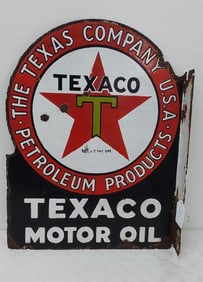 THE TEXAS COMPANY U.S.A.
TEXACO
T
PETROLEUM PRODUCTS
TEXACO
MOTOR OIL